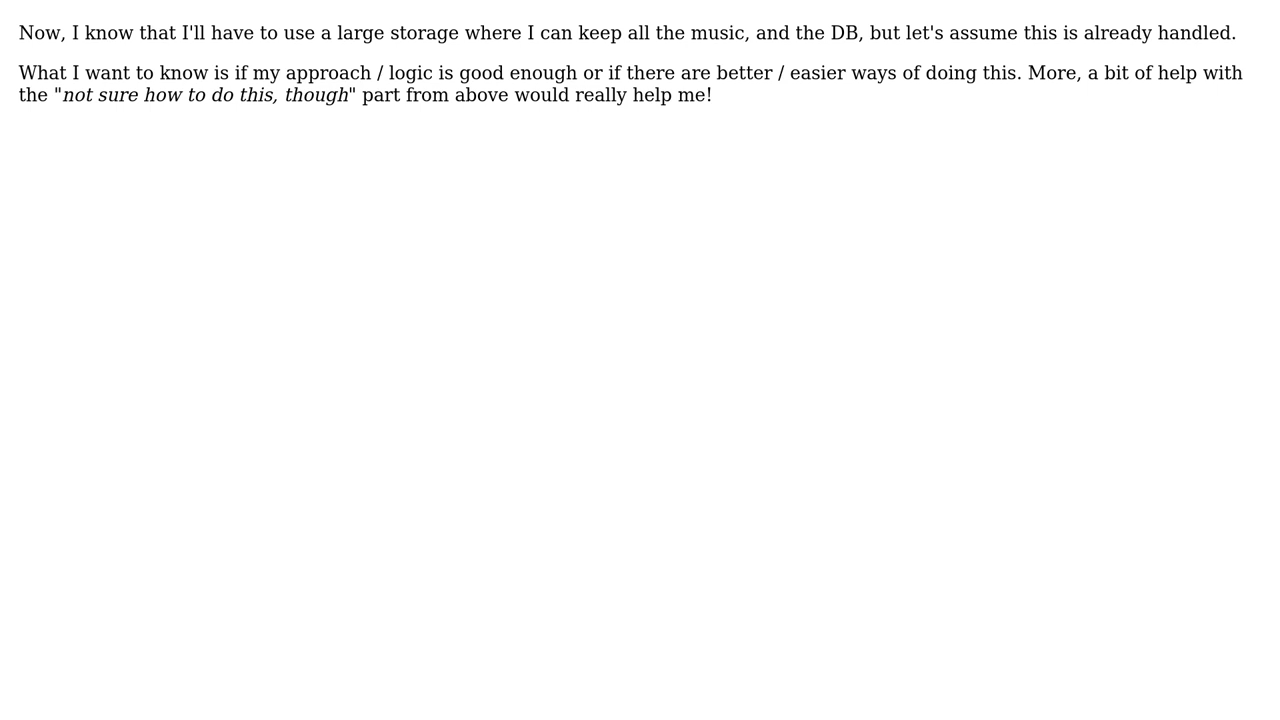 Now, I know that I'll have to use a large storage where I can keep all the music, and the DB, but let's assume this is already handled.
What I want to know is if my approach / logic is good enough or if there are better / easier ways of doing this. More, a bit of help with
the "not sure how to do this, though" part from above would really help me!